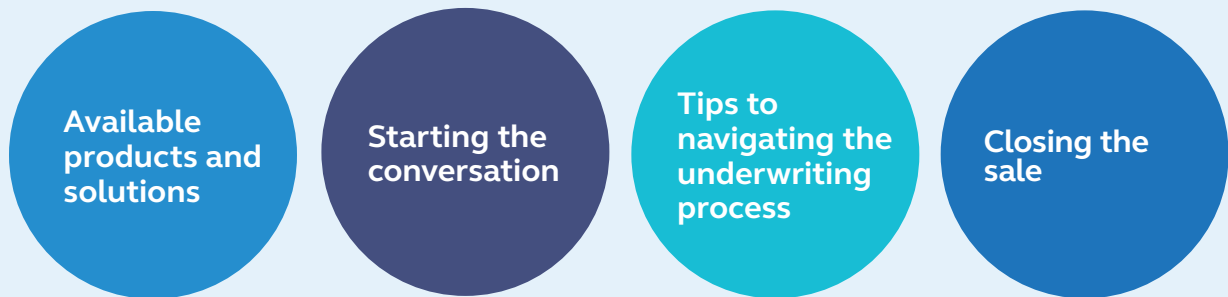 Available
products and
solutions
Starting the
conversation
Tips to
navigating the
underwriting
process
Closing the
sale